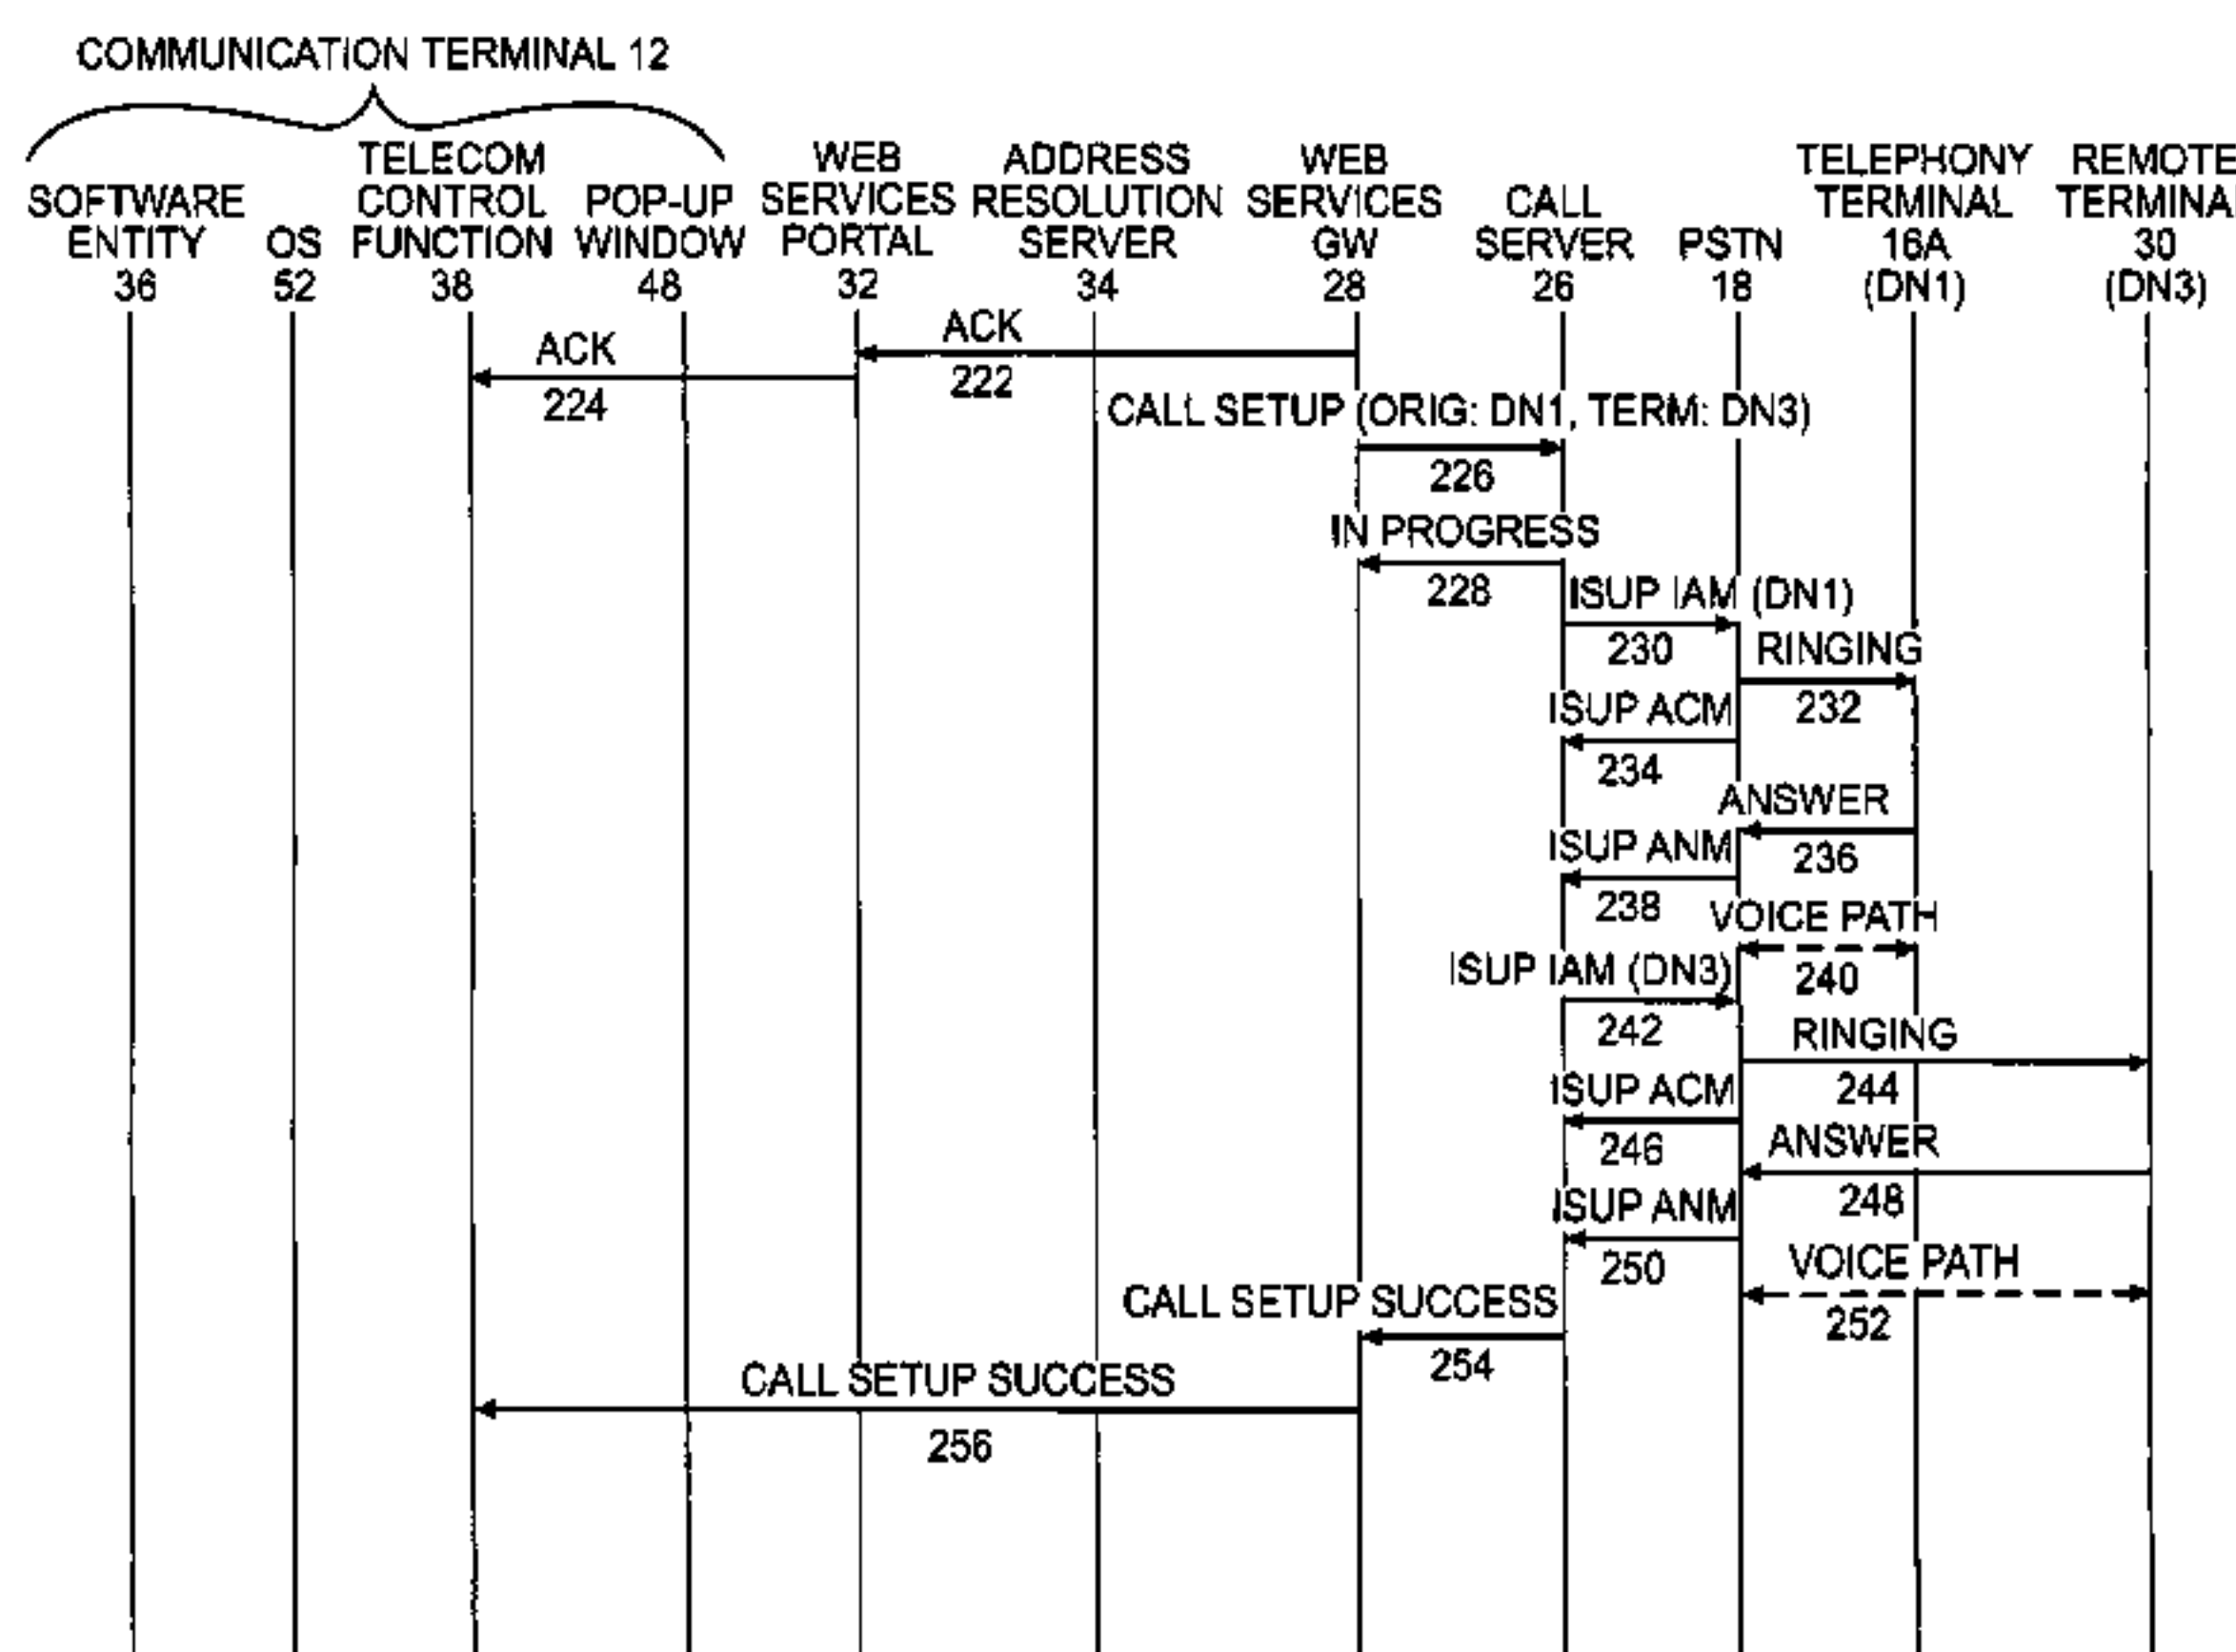 COMMUNICATION TERMINAL 12
SOFTWARE
ENTITY
36
OS
52
TELECOM
CONTROL
FUNCTION
38
POP-UP
WINDOW
48
WEB
SERVICES
PORTAL
32
ADDRESS
RESOLUTION
SERVER
34
WEB
SERVICES
GW
28
CALL
SERVER
26
PSTN
18
TELEPHONY
TERMINAL
16A
(DN1)
REMOTE
TERMINAL
30
(DN3)
ACK
222
ACK
224
CALL SETUP (ORIG: DN1, TERM: DN3)
226
IN PROGRESS
228
ISUP IAM (DN1)
230
RINGING
232
ISUP ACM
234
ANSWER
236
ISUP ANM
238
VOICE PATH
240
ISUP IAM (DN3)
242
RINGING
244
ISUP ACM
246
ANSWER
248
ISUP ANM
250
VOICE PATH
252
CALL SETUP SUCCESS
254
CALL SETUP SUCCESS
256